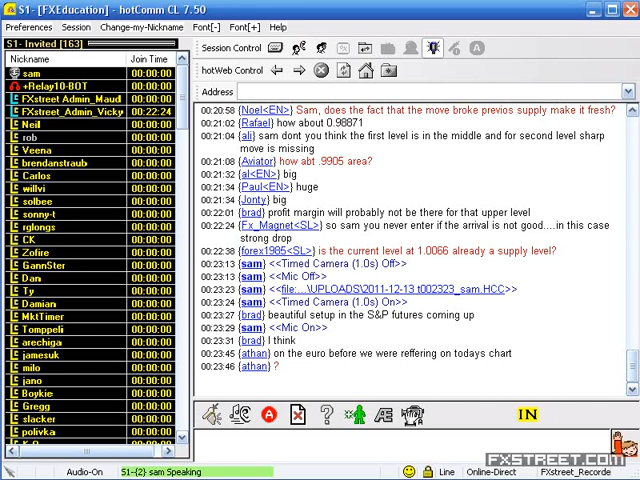 S1- [FXEducation] - hotComm CL 7.50
Preferences Session Change-my-Nickname Font[-] Font[+] Help
S1- Invited [163]
Nickname Join Time
sam 00:00:00
+Relay10-BOT 00:00:00
FXstreet Admin_Maud 00:00:00
FXstreet_Admin_Vicky 00:22:24
Neil 00:00:00
rob 00:00:00
Veena 00:00:00
brendanstraub 00:00:00
Carlos 00:00:00
willvi 00:00:00
solbee 00:00:00
sonny-t 00:00:00
rglongs 00:00:00
CK 00:00:00
Zofire 00:00:00
GannSter 00:00:00
Dan 00:00:00
Ty 00:00:00
Damian 00:00:00
MktTimer 00:00:00
Tomppeli 00:00:00
arechiga 00:00:00
jamesuk 00:00:00
milo 00:00:00
jano 00:00:00
Boykie 00:00:00
Gregg 00:00:00
slacker 00:00:00
polivka 00:00:00
Session Control
hotWeb Control
Address
00:20:58 {Noel<EN>} Sam, does the fact that the move broke previos supply make it fresh?
00:21:02 {Rafael} how about 0.98871
00:21:04 {ali} sam dont you think the first level is in the middle and for second level sharp
move is missing
00:21:08 {Aviator} how abt .9905 area?
00:21:32 {al<EN>} big
00:21:34 {Paul<EN>} huge
00:21:34 {Jonty} big
00:22:01 {brad} profit margin will probably not be there for that upper level
00:22:24 {Fx_Magnet<SL>} so sam you never enter if the arrival is not good....in this case
strong drop
00:22:38 {forex1985<SL>} is the current level at 1.0066 already a supply level?
00:23:13 {sam} <<Timed Camera (1.0s) Off>>
00:23:13 {sam} <<Mic Off>>
00:23:23 {sam} <<file:...\UPLOADS\2011-12-13 t002323_sam.HCC>>
00:23:24 {sam} <<Timed Camera (1.0s) On>>
00:23:27 {brad} beautiful setup in the S&P futures coming up
00:23:29 {sam} <<Mic On>>
00:23:31 {brad} I think
00:23:45 {athan} on the euro before we were reffering on todays chart
00:23:46 {athan} ?
IN
FXSTREET.COM
Audio-On S1-{2} sam Speaking Line Online-Direct FXstreet_Recorde